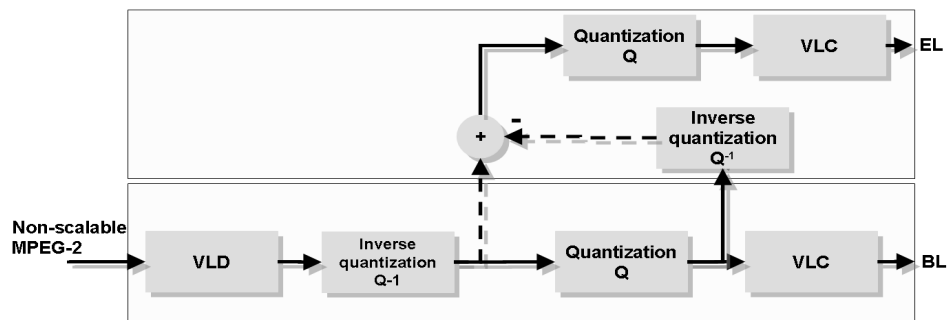 Quantization
Q
VLC
EL
-
+
Inverse
quantization
Q-1
Non-scalable
MPEG-2
VLD
Inverse
quantization
Q-1
Quantization
Q
VLC
BL